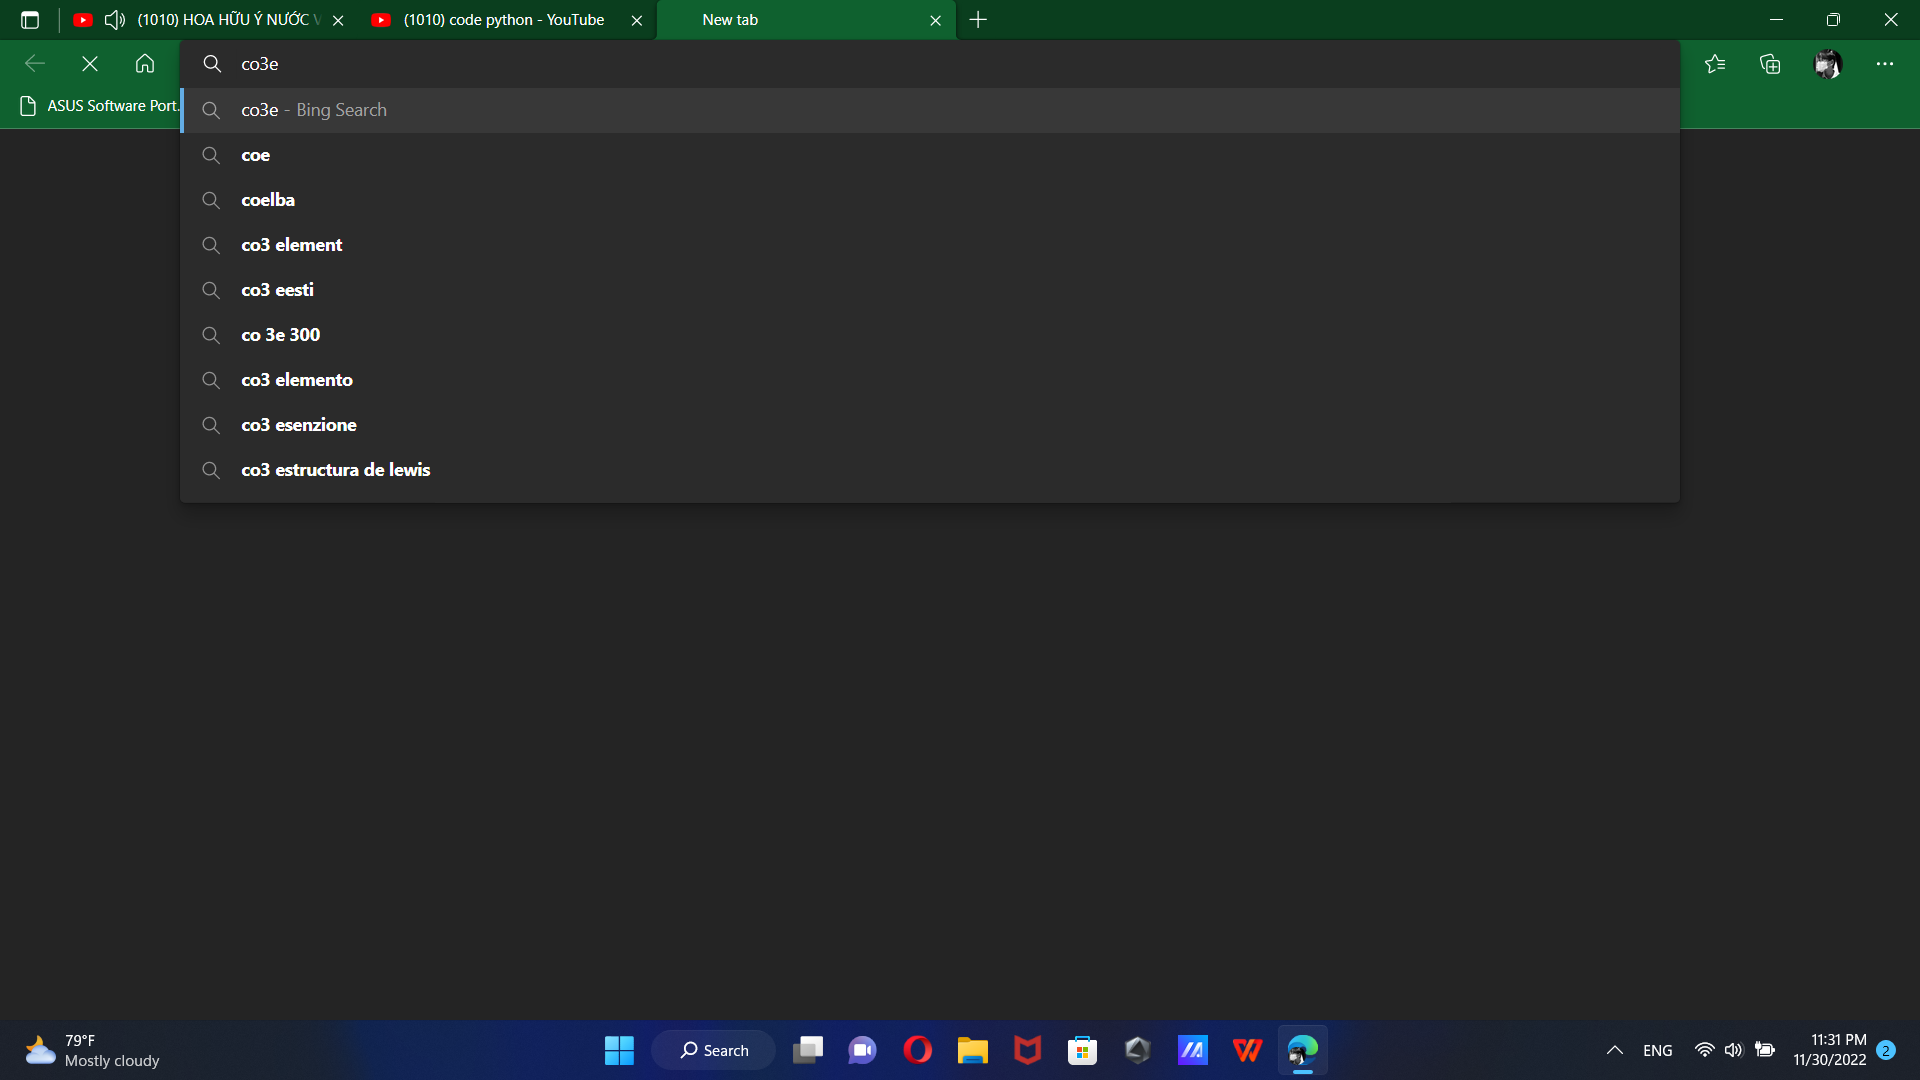 (1010) HOA HỮU Ý NƯỚC
(1010) code python - YouTube
New tab
co3e
ASUS Software Port.
co3e - Bing Search
coe
coelba
co3 element
co3 eesti
co 3e 300
co3 elemento
co3 esenzione
co3 estructura de lewis
79°F
Mostly cloudy
Search
ENG
11:31 PM
11/30/2022
2